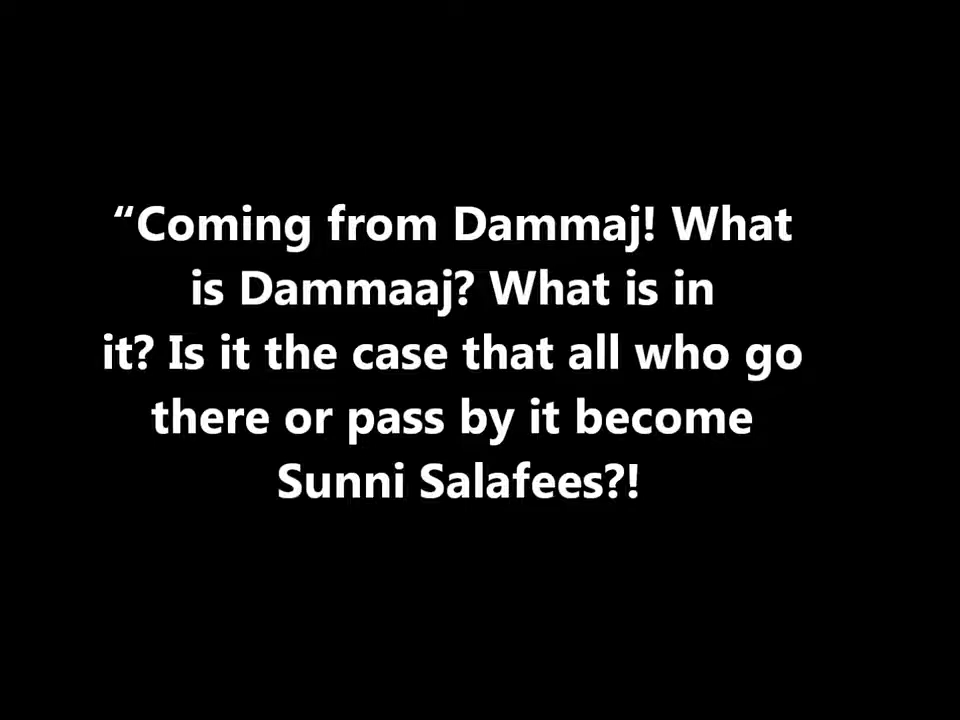 “Coming from Dammaj! What
is Dammaaj? What is in
it? Is it the case that all who go
there or pass by it become
Sunni Salafees?!